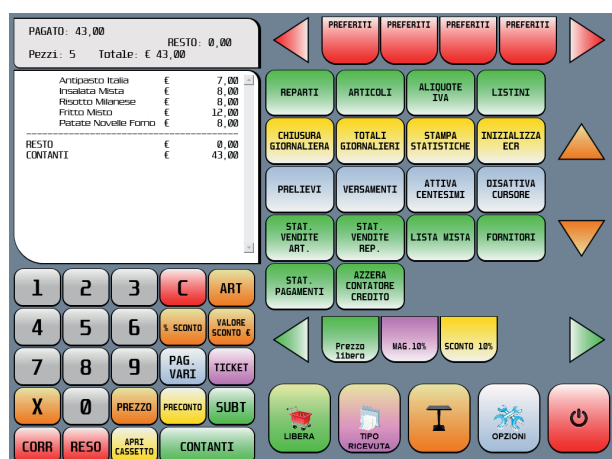 PAGATO: 43,00
RESTO: 0,00
Pezzi: 5 Totale: € 43,00
Antipasto Italia € 7,00
Insalata Mista € 8,00
Risotto Milanese € 8,00
Fritto Misto € 12,00
Patate Novelle Forno € 8,00
RESTO € 0,00
CONTANTI € 43,00
PREFERITI PREFERITI PREFERITI PREFERITI
REPARTI
ARTICOLI
ALIQUOTE
IVA
LISTINI
CHIUSURA
GIORNALIERA
TOTALI
GIORNALIERI
STAMPA
STATISTICHE
INIZIALIZZA
ECR
PRELIEVI
VERSAMENTI
ATTIVA
CENTESIMI
DISATTIVA
CURSORE
STAT.
VENDITE
ART.
STAT.
VENDITE
REP.
LISTA MISTA
FORNITORI
STAT.
PAGAMENTI
AZZERA
CONTATORE
CREDITO
Prezzo
libero
MAG.10%
SCONTO 10%
1 2 3 C ART
4 5 6 % SCONTO
VALORE
SCONTO €
7 8 9
PAG.
VARI
TICKET
X 0 PREZZO PRECONTO SUBT
CORR RESO
APRI
CASSETTO
CONTANTI
LIBERA
TIPO
RICEVUTA
OPZIONI